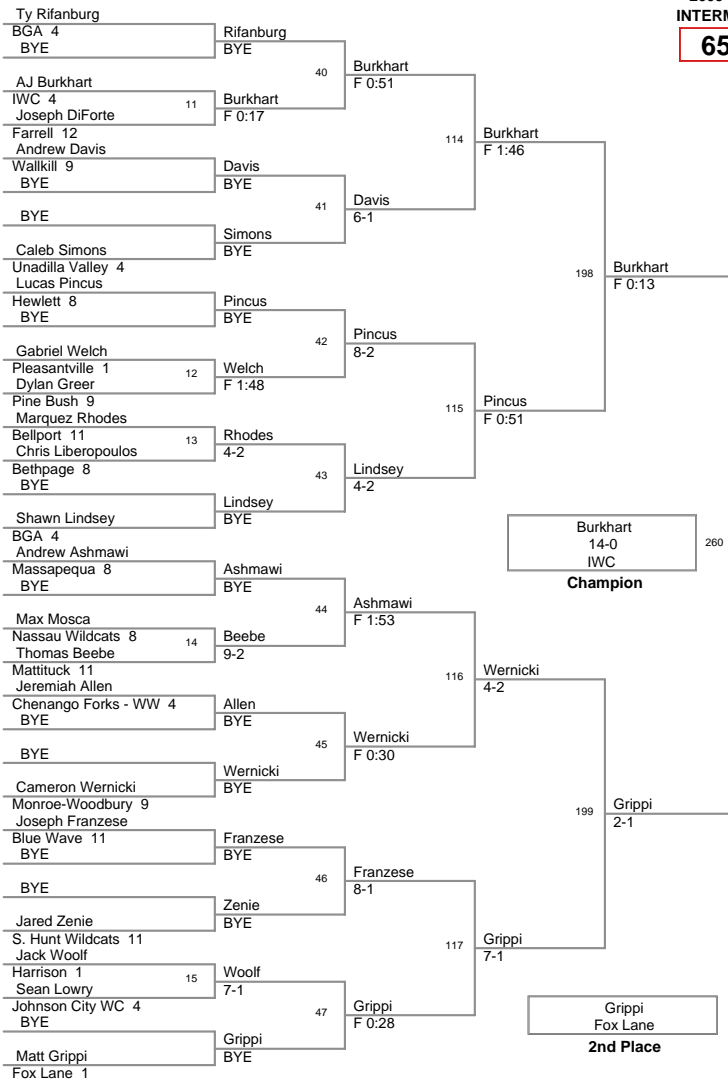 INTERM
65
Ty Rifanburg
BGA 4
BYE
AJ Burkhart
IWC 4
Joseph DiForte
Farrell 12
Andrew Davis
Wallkill 9
BYE
BYE
Caleb Simons
Unadilla Valley 4
Lucas Pincus
Hewlett 8
BYE
Gabriel Welch
Pleasantville 1
Dylan Greer
Pine Bush 9
Marquez Rhodes
Bellport 11
Chris Liberopoulos
Bethpage 8
BYE
Shawn Lindsey
BGA 4
Andrew Ashmawi
Massapequa 8
BYE
Max Mosca
Nassau Wildcats 8
Thomas Beebe
Mattituck 11
Jeremiah Allen
Chenango Forks - WW 4
BYE
BYE
Cameron Wernicki
Monroe-Woodbury 9
Joseph Franzese
Blue Wave 11
BYE
BYE
Jared Zenie
S. Hunt Wildcats 11
Jack Woolf
Harrison 1
Sean Lowry
Johnson City WC 4
BYE
Matt Grippi
Fox Lane 1
11
12
13
14
15
Rifanburg
BYE
Burkhart
F 0:17
Davis
BYE
Simons
BYE
Pincus
BYE
Welch
F 1:48
Rhodes
4-2
Lindsey
BYE
Ashmawi
BYE
Beebe
9-2
Allen
BYE
Wernicki
BYE
Franzese
BYE
Zenie
BYE
Woolf
7-1
Grippi
BYE
40
41
42
43
44
45
46
47
Burkhart
F 0:51
Davis
6-1
Pincus
8-2
Lindsey
4-2
Ashmawi
F 1:53
Wernicki
F 0:30
Franzese
8-1
Grippi
F 0:28
114
115
116
117
Burkhart
F 1:46
Pincus
F 0:51
Wernicki
4-2
Grippi
7-1
198
199
Burkhart
F 0:13
Grippi
2-1
Burkhart
14-0
IWC
260
Champion
Grippi
Fox Lane
2nd Place